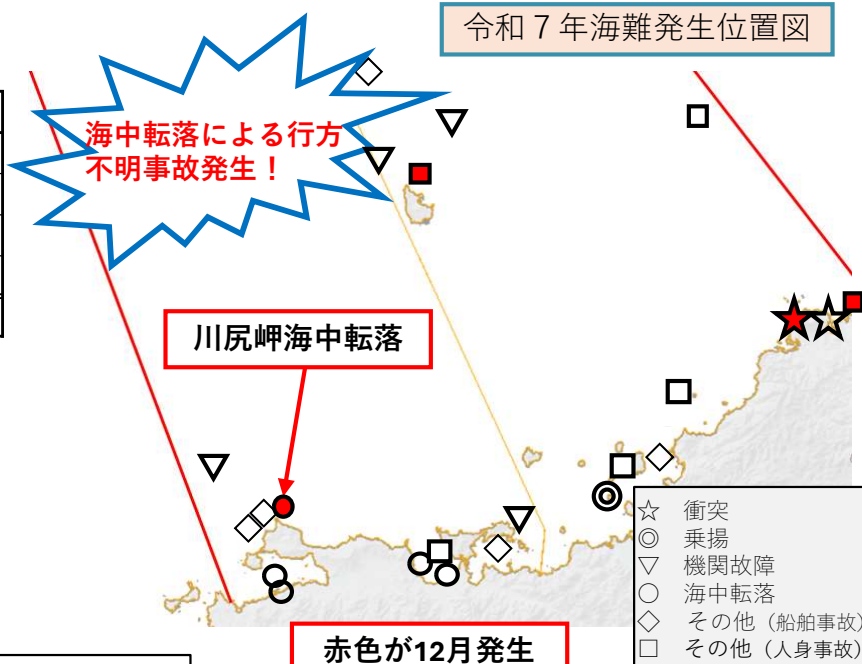 令和７年海難発生位置図
海中転落による行方
不明事故発生！
川尻岬海中転落
☆ 衝突
◎ 乗揚
▽ 機関故障
○ 海中転落
◇ その他（船舶事故）
□ その他（人身事故）
赤色が12月発生